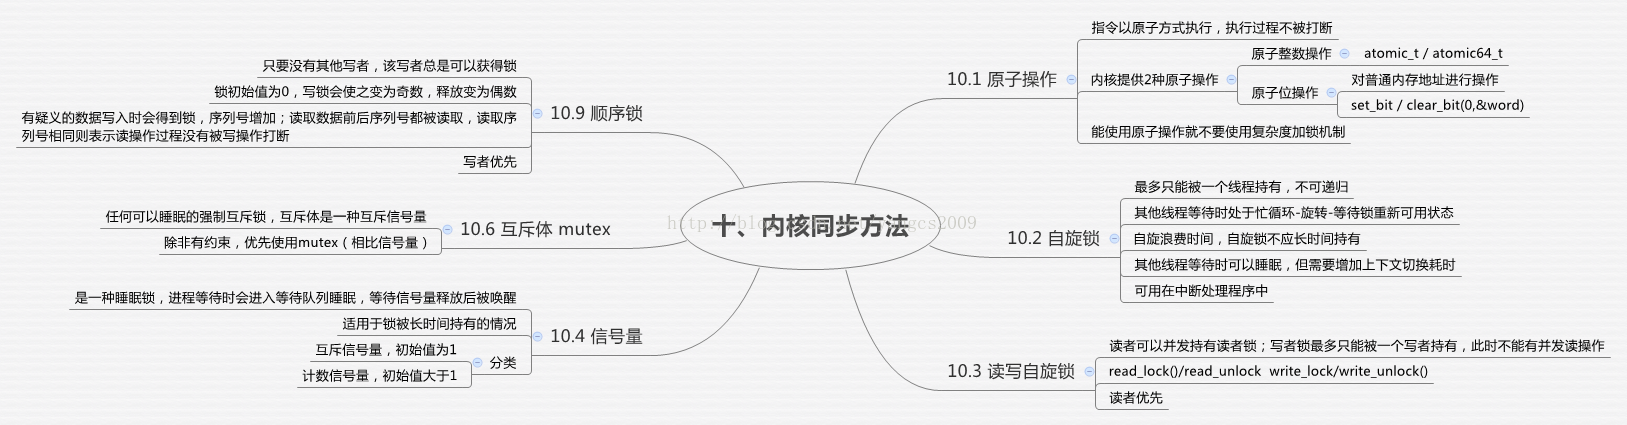 十、内核同步方法
10.1 原子操作
指令以原子方式执行，执行过程不被打断
内核提供2种原子操作
原子整数操作
atomic_t / atomic64_t
原子位操作
对普通内存地址进行操作
set_bit / clear_bit(0,&word)
能使用原子操作就不要使用复杂度加锁机制
10.2 自旋锁
最多只能被一个线程持有，不可递归
其他线程等待时处于忙循环-旋转-等待锁重新可用状态
自旋浪费时间，自旋锁不应长时间持有
其他线程等待时可以睡眠，但需要增加上下文切换耗时
可用在中断处理程序中
10.3 读写自旋锁
读者可以并发持有读者锁；写者锁最多只能被一个写者持有，此时不能有并发读操作
read_lock()/read_unlock  write_lock/write_unlock()
读者优先
10.9 顺序锁
只要没有其他写者，该写者总是可以获得锁
锁初始值为0，写锁会使之变为奇数，释放变为偶数
有疑义的数据写入时会得到锁，序列号增加；读取数据前后序列号都被读取，读取序
列号相同则表示读操作过程没有被写操作打断
写者优先
10.6 互斥体 mutex
任何可以睡眠的强制互斥锁，互斥体是一种互斥信号量
除非有约束，优先使用mutex（相比信号量）
10.4 信号量
是一种睡眠锁，进程等待时会进入等待队列睡眠，等待信号量释放后被唤醒
适用于锁被长时间持有的情况
分类
互斥信号量，初始值为1
计数信号量，初始值大于1